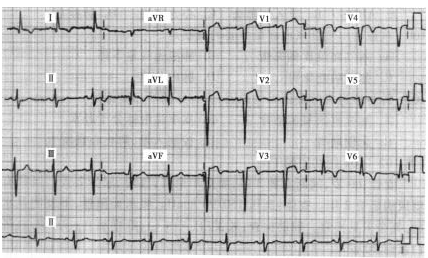 I aVR V1 V4
II aVL V2 V5
III aVF V3 V6
II